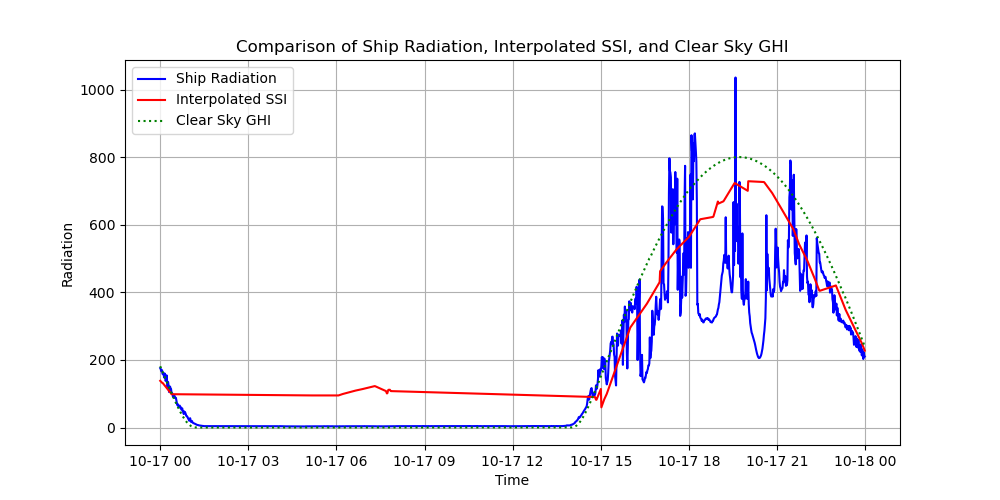 Comparison of Ship Radiation, Interpolated SSI, and Clear Sky GHI
Ship Radiation
Interpolated SSI
Clear Sky GHI
Radiation
1000
800
600
400
200
0
10-17 00 10-17 03 10-17 06 10-17 09 10-17 12 10-17 15 10-17 18 10-17 21 10-18 00
Time